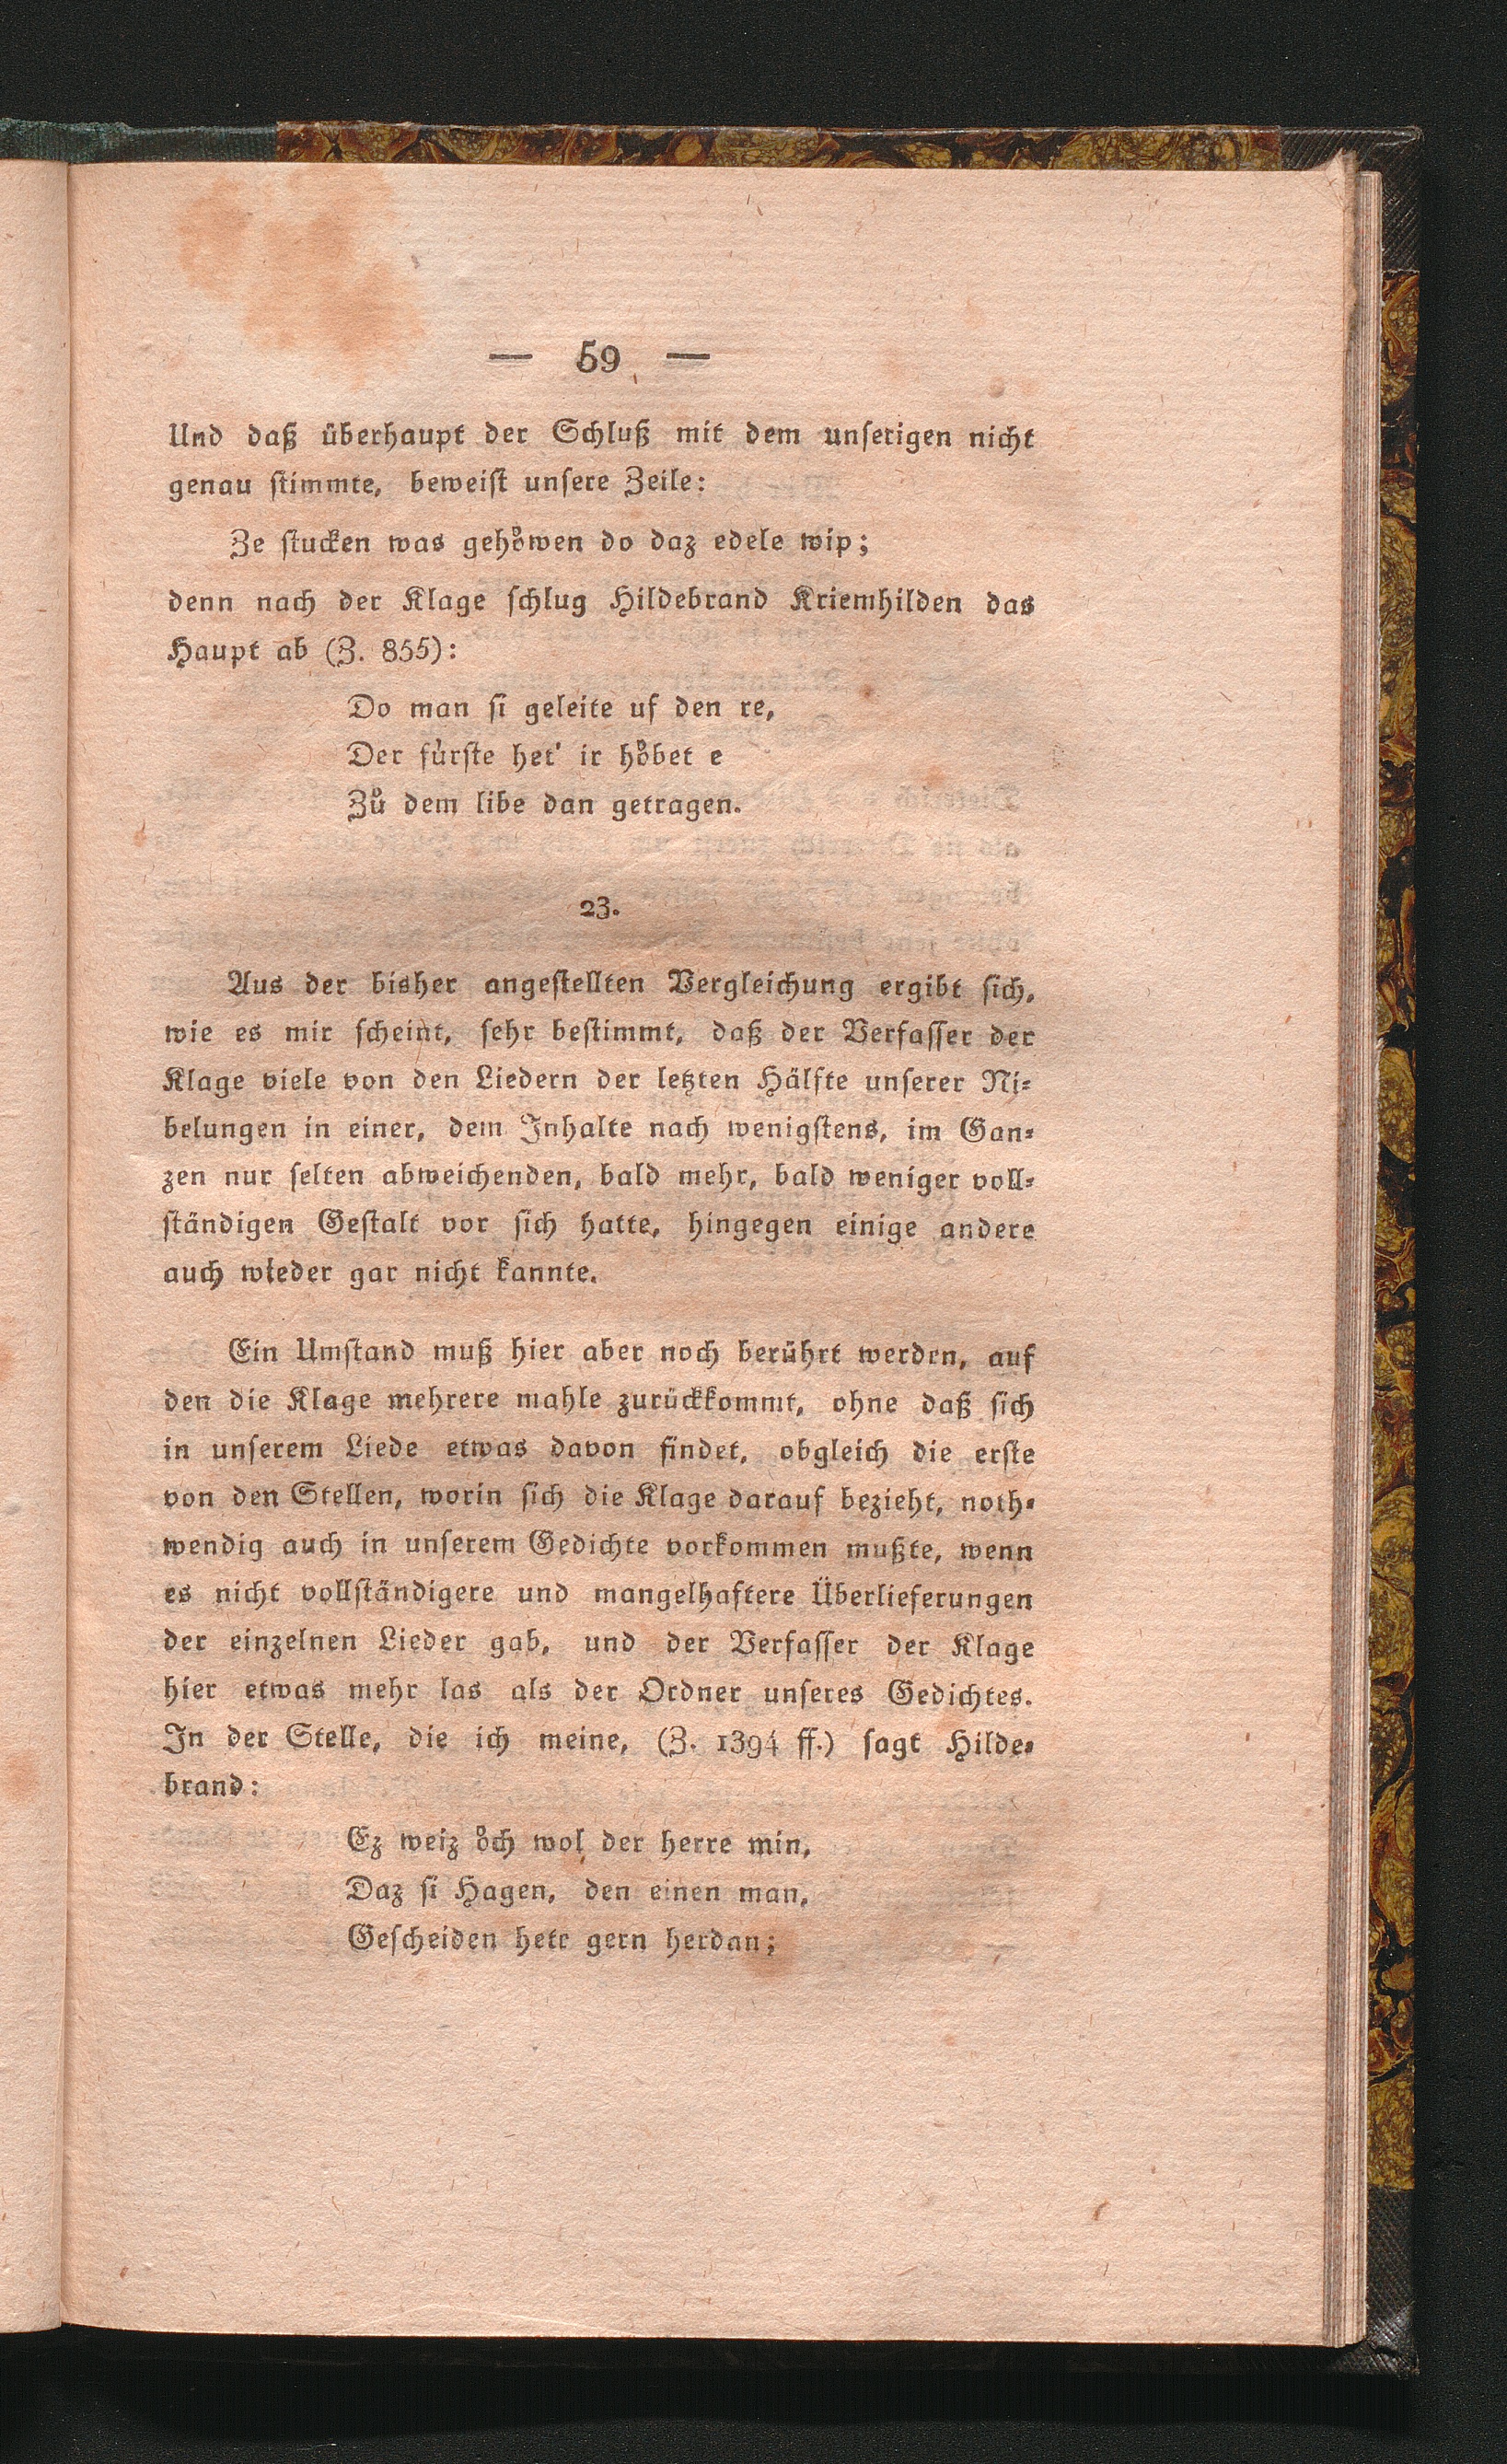 — 59 —
Und daß überhaupt der Schluß mit dem unserigen nicht
genau stimmte, beweist unsere Zeile:
Ze stucken was gehoͮwen do daz edele wip;
denn nach der Klage schlug Hildebrand Kriemhilden das
Haupt ab (Z. 855):
Do man si geleite uf den re,
Der fürste het' ir hoͮbet e
Zů dem libe dan getragen.
23.
Aus der bisher angestellten Vergleichung ergibt sich,
wie es mir scheint, sehr bestimmt, daß der Verfasser der
Klage viele von den Liedern der letzten Hälfte unserer Ni-
belungen in einer, dem Inhalte nach wenigstens, im Gan-
zen nur selten abweichenden, bald mehr, bald weniger voll-
ständigen Gestalt vor sich hatte, hingegen einige andere
auch wieder gar nicht kannte.
Ein Umstand muß hier aber noch berührt werden, auf
den die Klage mehrere mahle zurückkommt, ohne daß sich
in unserem Liede etwas davon findet, obgleich die erste
von den Stellen, worin sich die Klage darauf bezieht, noth-
wendig auch in unserem Gedichte vorkommen mußte, wenn
es nicht vollständigere und mangelhaftere Überlieferungen
der einzelnen Lieder gab, und der Verfasser der Klage
hier etwas mehr las als der Ordner unseres Gedichtes.
In der Stelle, die ich meine, (Z. 1394 ff.) sagt Hilde-
brand:
Ez weiz oͮch wol der herre min,
Daz si Hagen, den einen man,
Gescheiden hete gern herdan;